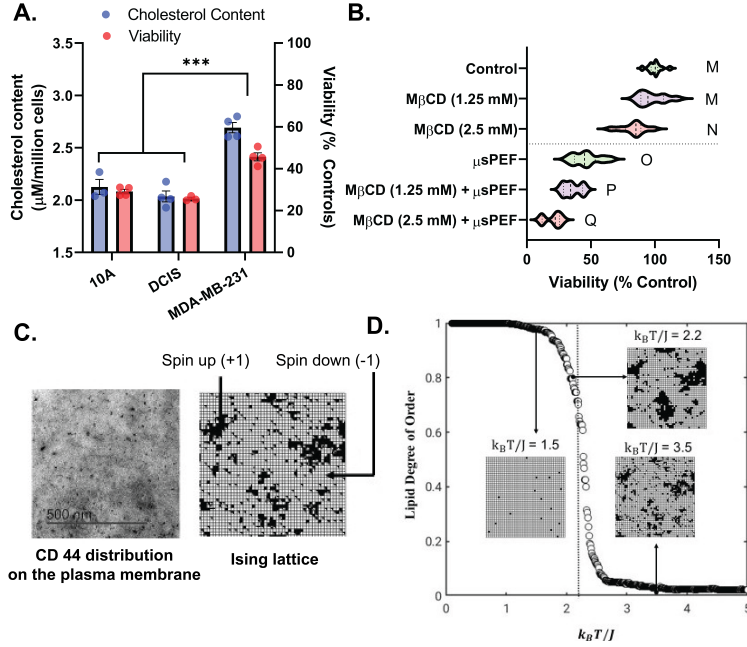 A.
Cholesterol Content
Viability
Cholesterol content
(μM/million cells)
3.5
3.0
2.5
2.0
1.5
***
100
80
60
40
20
0
Viability (% Controls)
10A
DCIS
MDA-MB-231
B.
Control
MβCD (1.25 mM)
MβCD (2.5 mM)
μsPEF
MβCD (1.25 mM) + μsPEF
MβCD (2.5 mM) + μsPEF
M
M
N
O
P
Q
0
50
100
150
Viability (% Control)
C.
Spin up (+1)
Spin down (-1)
500 nm
CD 44 distribution
on the plasma membrane
Ising lattice
D.
Lipid Degree of Order
1
0.8
0.6
0.4
0.2
0
kBT/J = 2.2
kBT/J = 1.5
kBT/J = 3.5
0
1
2
3
4
5
kBT/J